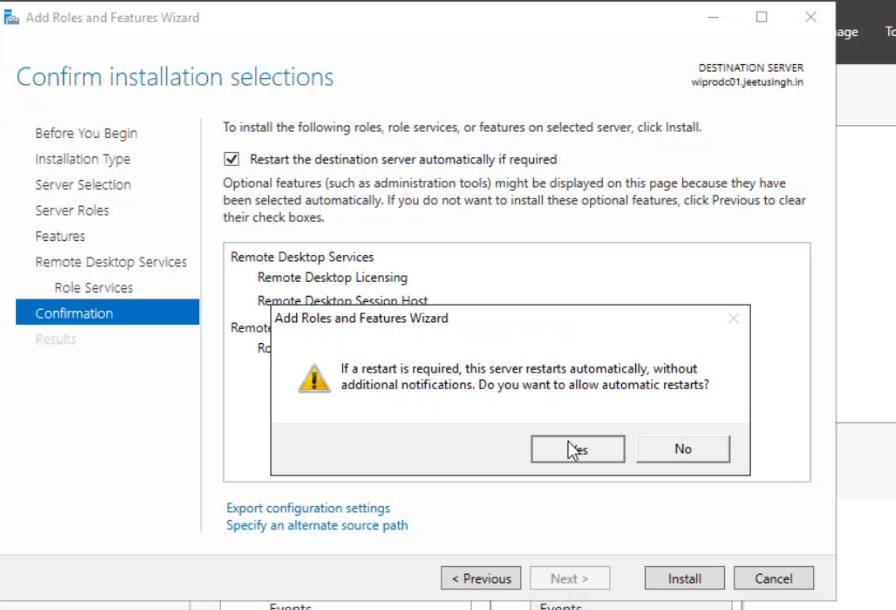 Add Roles and Features Wizard
age
To
Confirm installation selections
DESTINATION SERVER
wiprodc01.jeetusingh.in
Before You Begin
Installation Type
Server Selection
Server Roles
Features
Remote Desktop Services
Role Services
Confirmation
Results
To install the following roles, role services, or features on selected server, click Install.
Restart the destination server automatically if required
Optional features (such as administration tools) might be displayed on this page because they have
been selected automatically. If you do not want to install these optional features, click Previous to clear
their check boxes.
Remote Desktop Services
Remote Desktop Licensing
Remote Desktop Session Host
Remote
Ro
Add Roles and Features Wizard
If a restart is required, this server restarts automatically, without
additional notifications. Do you want to allow automatic restarts?
Yes
No
Export configuration settings
Specify an alternate source path
< Previous
Next >
Install
Cancel
Events
Events